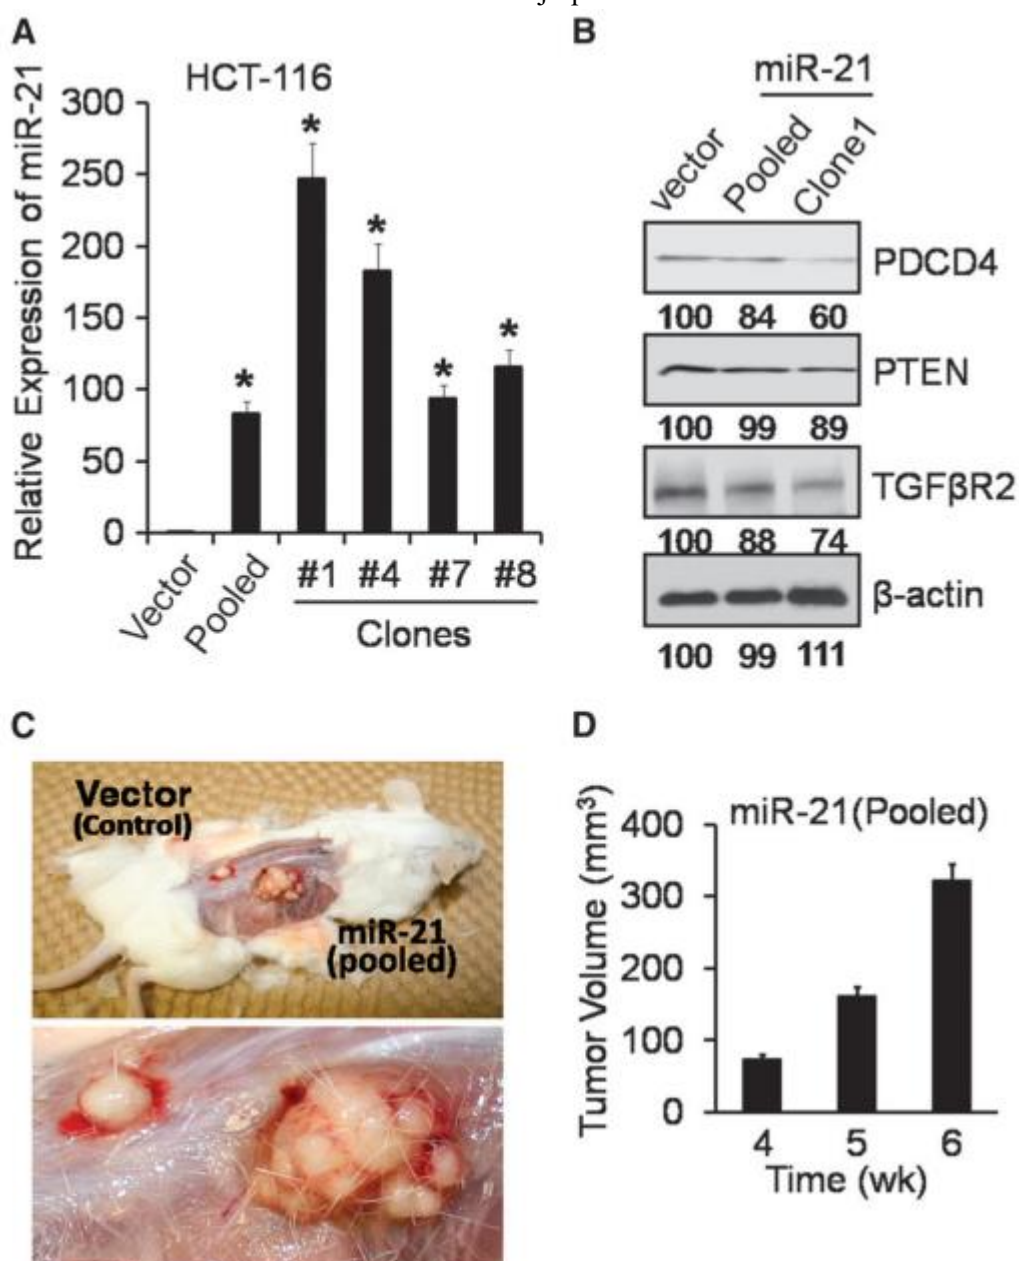 A
HCT-116
Relative Expression of miR-21
300
250
200
150
100
50
0
*
*
*
*
*
Vector
Pooled
#1 #4 #7 #8
Clones
B
miR-21
vector
Pooled
Clone1
PDCD4
100 84 60
PTEN
100 99 89
TGFβR2
100 88 74
β-actin
100 99 111
C
Vector
(Control)
miR-21
(pooled)
D
miR-21(Pooled)
Tumor Volume (mm³)
400
300
200
100
0
4 5 6
Time (wk)